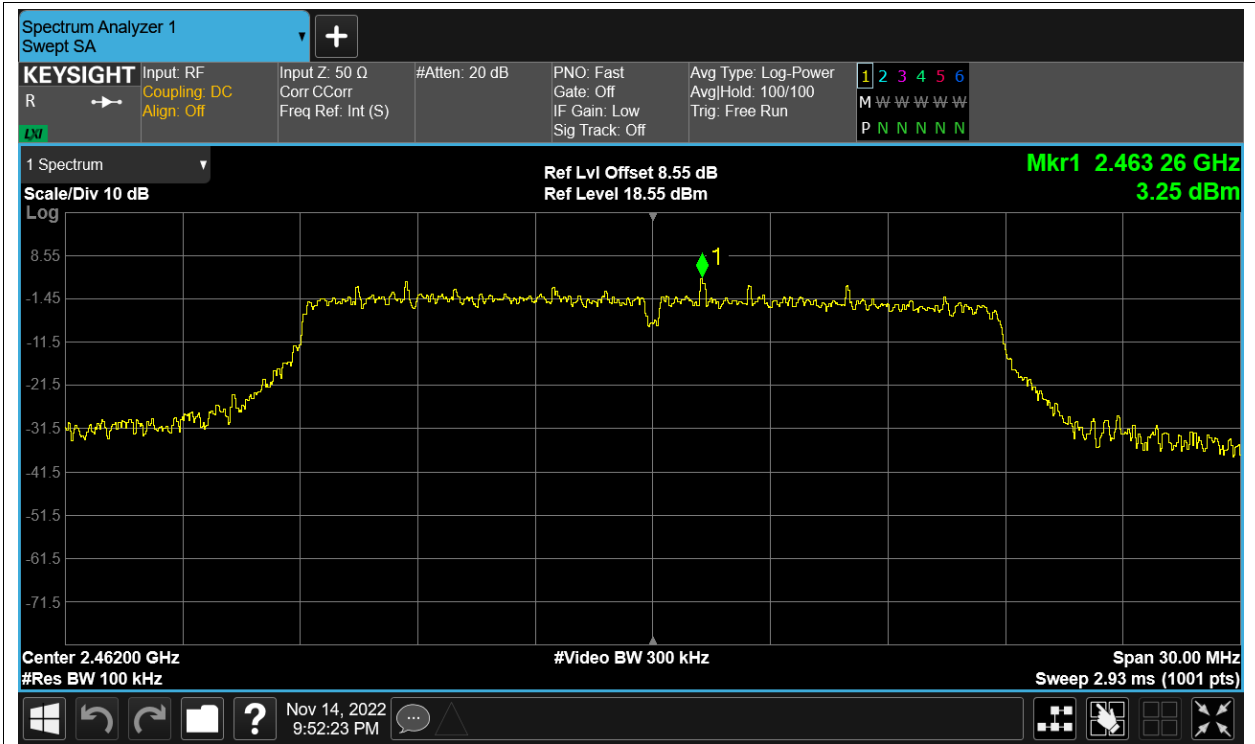 Spectrum Analyzer 1
Swept SA
KEYSIGHT
R
LXI
Input: RF
Coupling: DC
Align: Off
Input Z: 50 Ω
Corr CCorr
Freq Ref: Int (S)
#Atten: 20 dB
PNO: Fast
Gate: Off
IF Gain: Low
Sig Track: Off
Avg Type: Log-Power
Avg|Hold: 100/100
Trig: Free Run
1 2 3 4 5 6
M W W W W W
P N N N N N
1 Spectrum
Scale/Div 10 dB
Log
Ref Lvl Offset 8.55 dB
Ref Level 18.55 dBm
Mkr1 2.463 26 GHz
3.25 dBm
1
8.55
-1.45
-11.5
-21.5
-31.5
-41.5
-51.5
-61.5
-71.5
Center 2.46200 GHz
#Video BW 300 kHz
Span 30.00 MHz
#Res BW 100 kHz
Sweep 2.93 ms (1001 pts)
?
Nov 14, 2022
9:52:23 PM